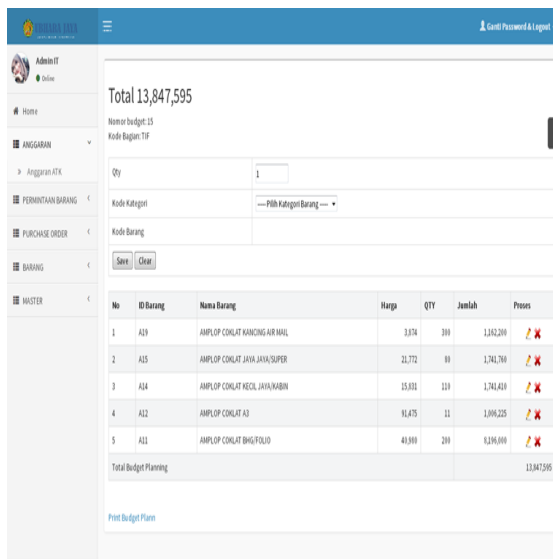 JAYA
Ganti Password & Logout
Admin IT
Online
Home
ANGGARAN
Anggaran ATK
PERMINTAAN BARANG
PURCHASE ORDER
BARANG
MASTER
Total 13,847,595
Nomor budget: 15
Kode Bagian: TIF
Qty 1
Kode Kategori ---- Pilih Kategori Barang ----
Kode Barang
Save Clear
No ID Barang Nama Barang Harga QTY Jumlah Proses
1 A19 AMPLOP COKLAT KANCING AIR MAIL 3,874 300 1,162,200
2 A15 AMPLOP COKLAT JAYA JAYA/SUPER 21,772 80 1,741,760
3 A14 AMPLOP COKLAT KECIL JAYA/KABIN 15,831 110 1,741,410
4 A12 AMPLOP COKLAT A3 91,475 11 1,006,225
5 A11 AMPLOP COKLAT BHG/FOLIO 40,980 200 8,196,000
Total Budget Planning 13,847,595
Print Budget Plann